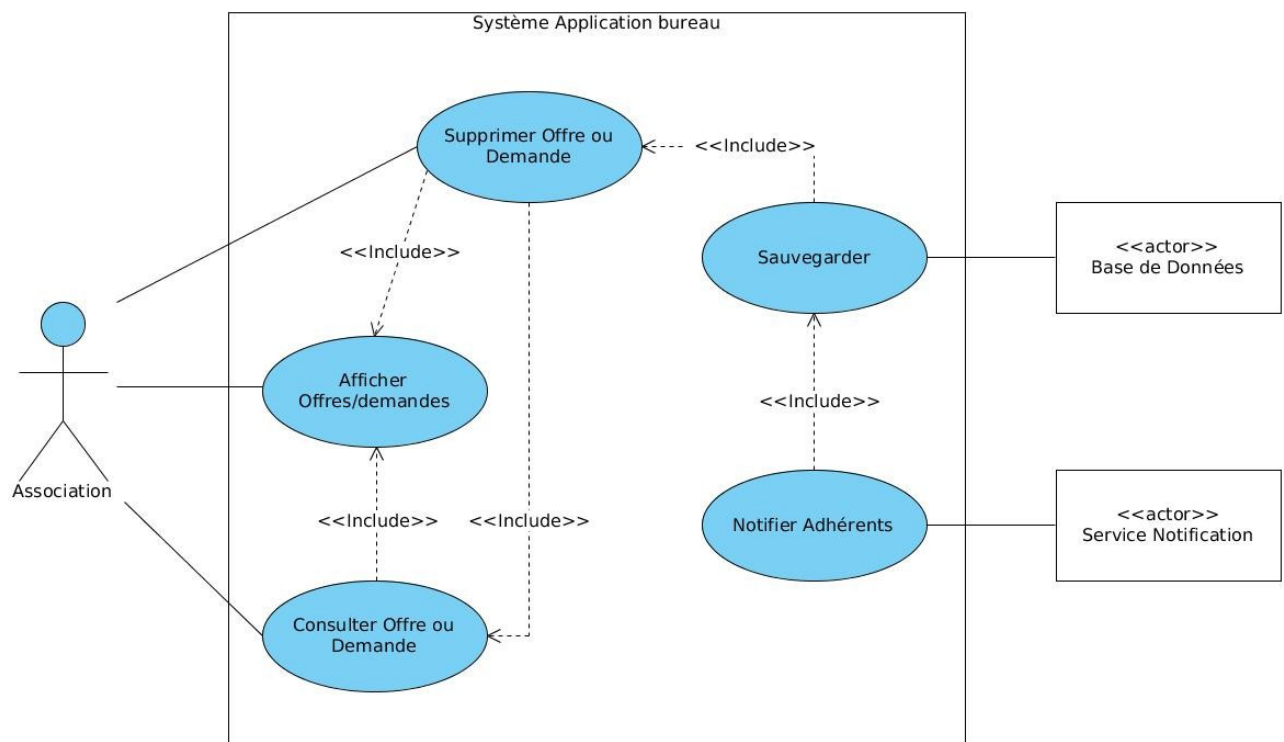 Système Application bureau
Supprimer Offre ou
Demande
<<Include>>
<<Include>>
Sauvegarder
<<actor>>
Base de Données
Afficher
Offres/demandes
<<Include>>
Association
<<Include>>
<<Include>>
Notifier Adhérents
<<actor>>
Service Notification
Consulter Offre ou
Demande